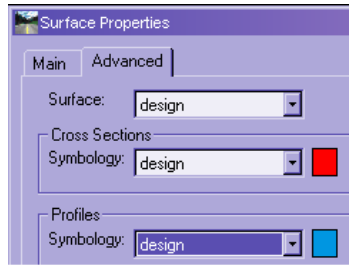 Surface Properties
Main Advanced
Surface: design
Cross Sections
Symbology: design
Profiles
Symbology: design